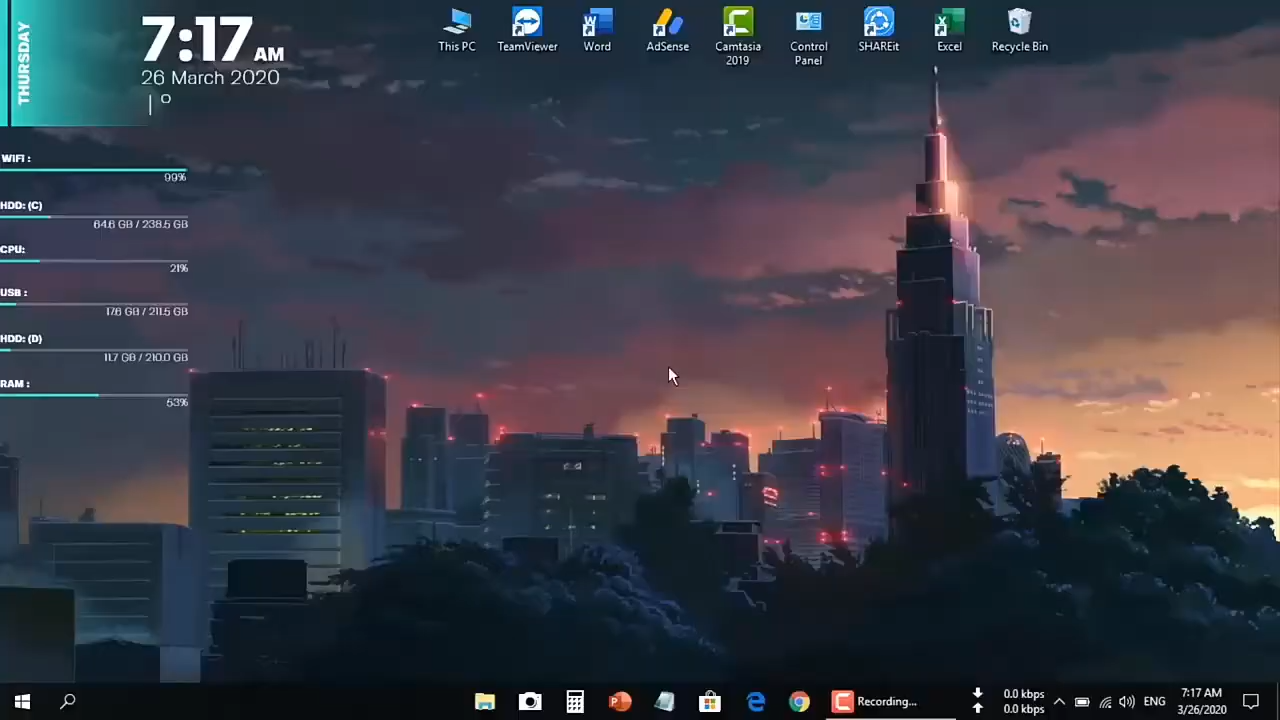 THURSDAY
7:17 AM
26 March 2020
This PC
TeamViewer
Word
AdSense
Camtasia
2019
Control
Panel
SHAREit
Excel
Recycle Bin
WiFi :
99%
HDD: (C)
64.6 GB / 238.5 GB
CPU:
21%
USB :
17.6 GB / 211.5 GB
HDD: (D)
11.7 GB / 210.0 GB
RAM :
53%
Recording...
0.0 kbps
0.0 kbps
ENG
7:17 AM
3/26/2020